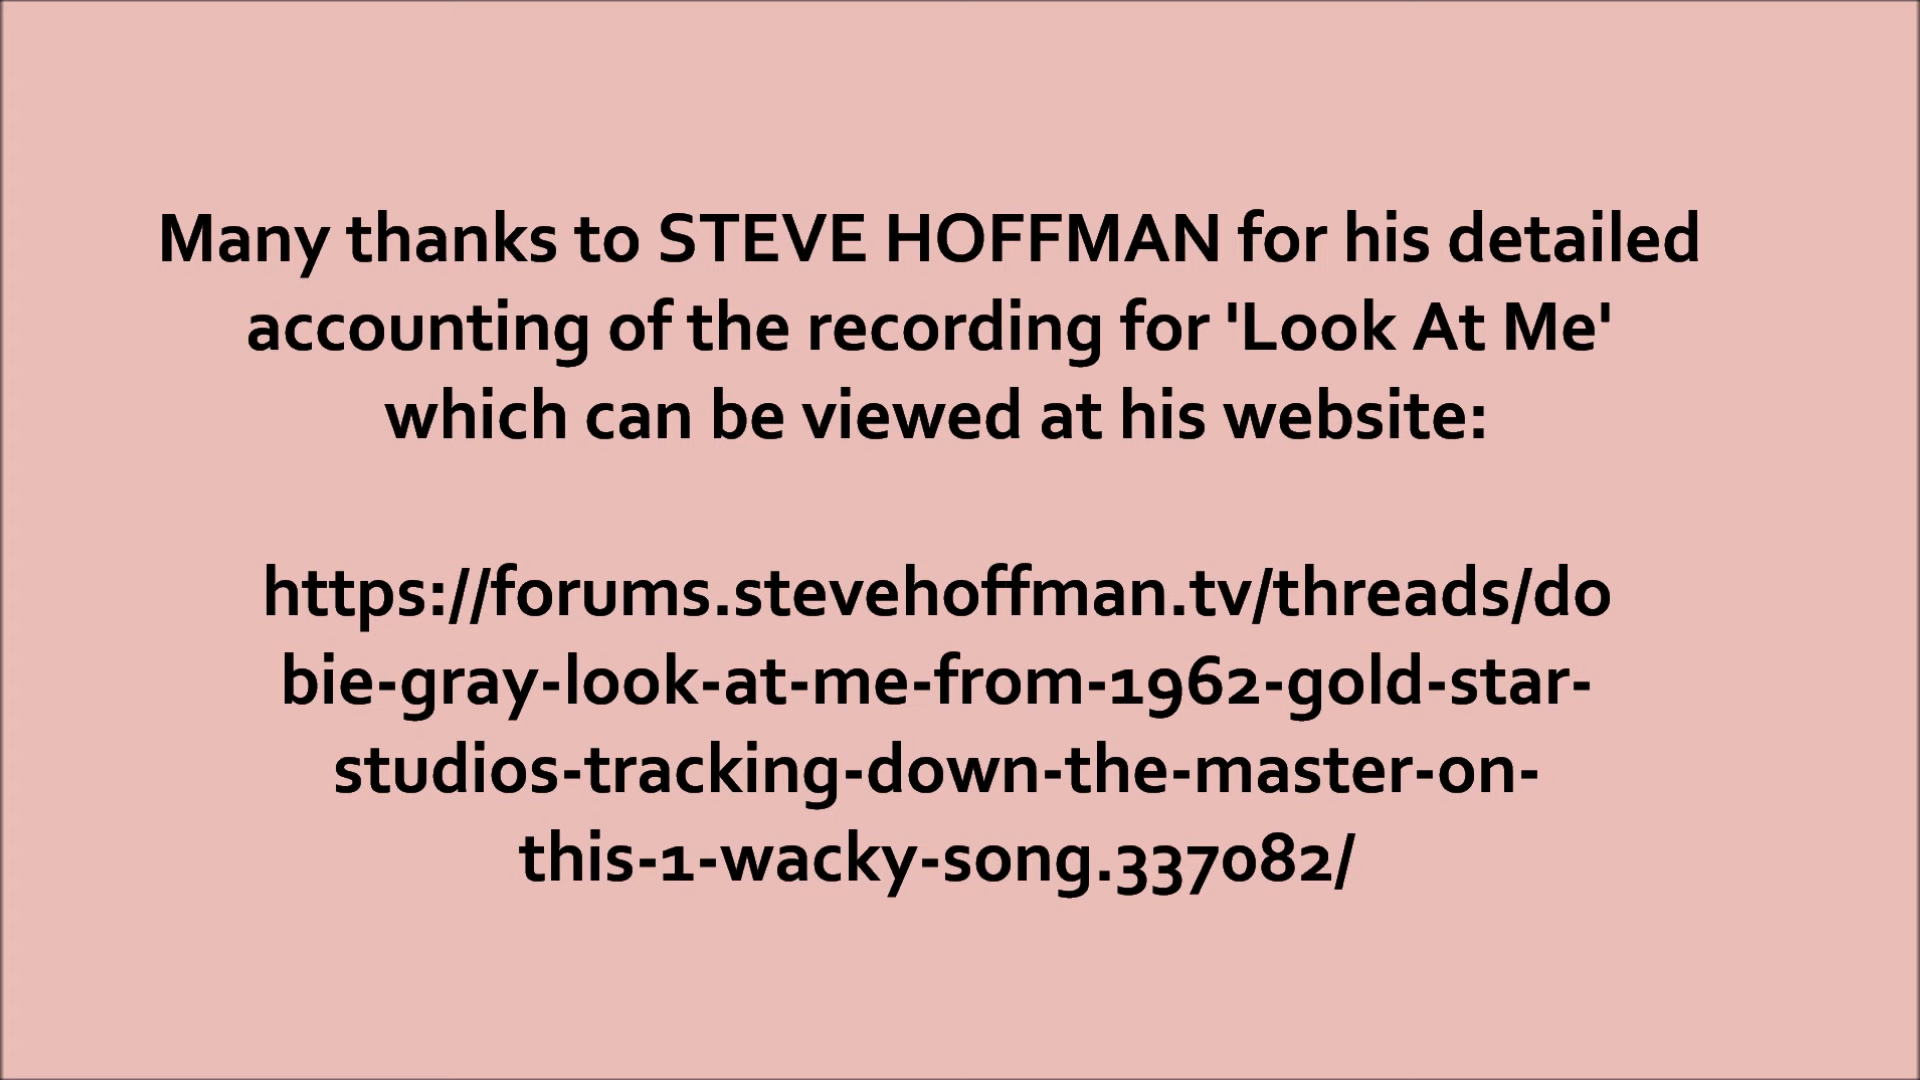 Many thanks to STEVE HOFFMAN for his detailed
accounting of the recording for 'Look At Me'
which can be viewed at his website:
https://forums.stevehoffman.tv/threads/do
bie-gray-look-at-me-from-1962-gold-star-
studios-tracking-down-the-master-on-
this-1-wacky-song.337082/